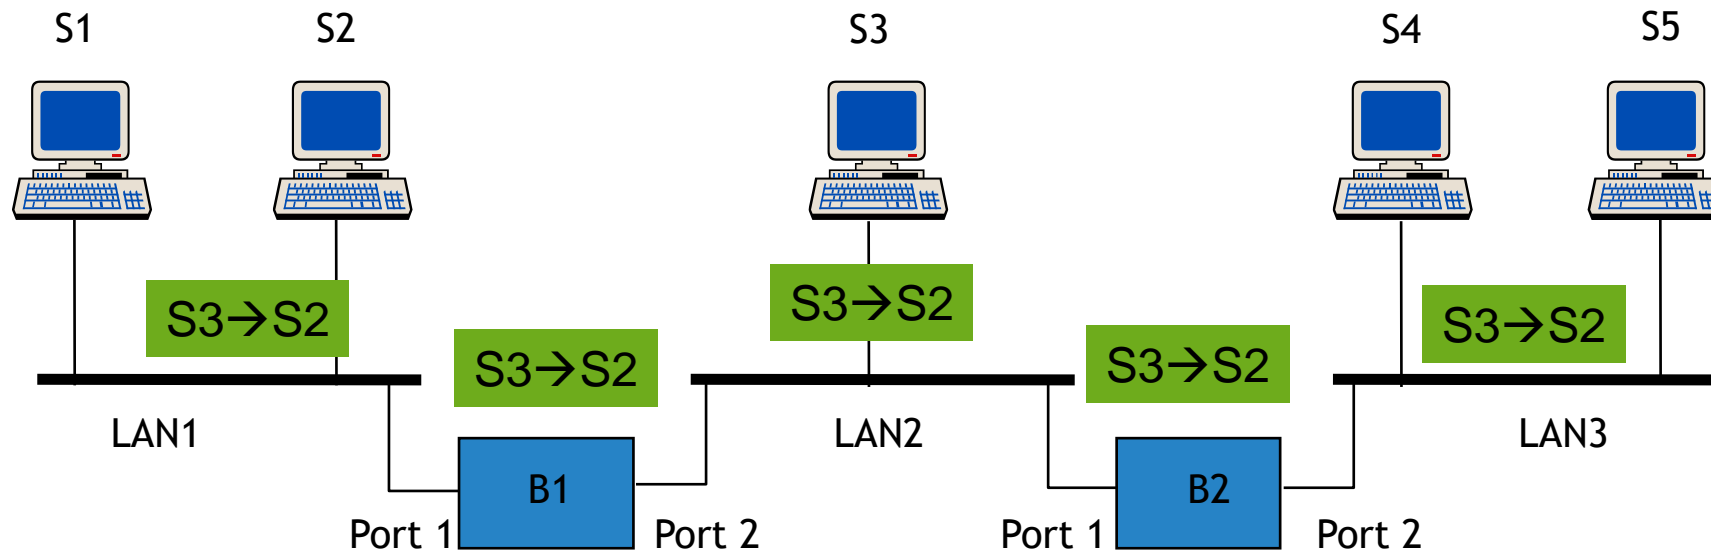 S1
S2
S3
S4
S5
S3→S2
S3→S2
S3→S2
S3→S2
S3→S2
LAN1
LAN2
LAN3
B1
B2
Port 1
Port 2
Port 1
Port 2